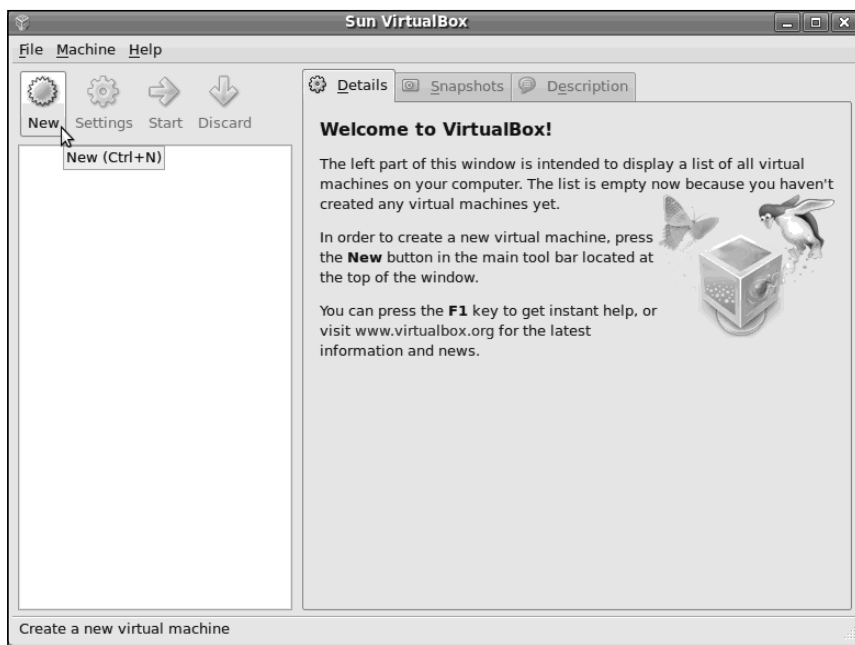 Sun VirtualBox
File Machine Help
New Settings Start Discard
New (Ctrl+N)
Details Snapshots Description
Welcome to VirtualBox!
The left part of this window is intended to display a list of all virtual
machines on your computer. The list is empty now because you haven't
created any virtual machines yet.
In order to create a new virtual machine, press
the New button in the main tool bar located at
the top of the window.
You can press the F1 key to get instant help, or
visit www.virtualbox.org for the latest
information and news.
Create a new virtual machine